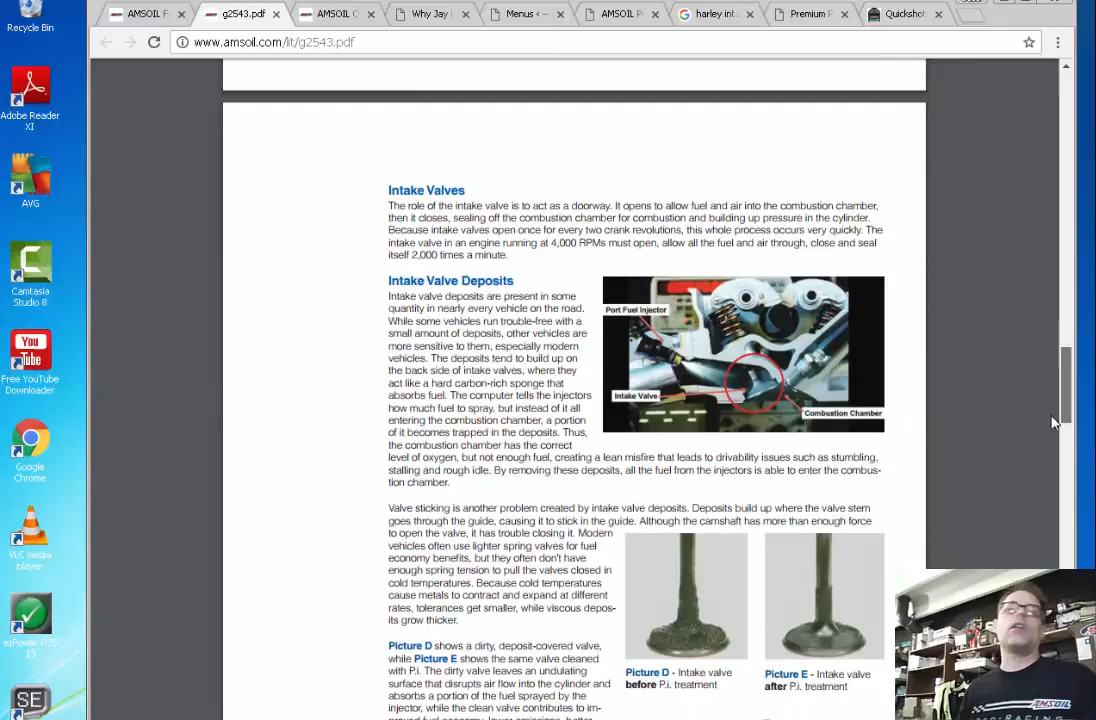 Recycle Bin
Adobe Reader
XI
AVG
Camtasia
Studio 8
You
Tube
Free YouTube
Downloader
Google
Chrome
VLC media
player
15
SE
AMSOIL F
g2543.pdf
AMSOIL Q
Why Jay L
Menus ‹ –
AMSOIL P
harley inta
Premium P
Quickshot
www.amsoil.com/lit/g2543.pdf
Intake Valves
The role of the intake valve is to act as a doorway. It opens to allow fuel and air into the combustion chamber,
then it closes, sealing off the combustion chamber for combustion and building up pressure in the cylinder.
Because intake valves open once for every two crank revolutions, this whole process occurs very quickly. The
intake valve in an engine running at 4,000 RPMs must open, allow all the fuel and air through, close and seal
itself 2,000 times a minute.
Intake Valve Deposits
Intake valve deposits are present in some
quantity in nearly every vehicle on the road.
While some vehicles run trouble-free with a
small amount of deposits, other vehicles are
more sensitive to them, especially modern
vehicles. The deposits tend to build up on
the back side of intake valves, where they
act like a hard carbon-rich sponge that
absorbs fuel. The computer tells the injectors
how much fuel to spray, but instead of it all
entering the combustion chamber, a portion
of it becomes trapped in the deposits. Thus,
the combustion chamber has the correct
level of oxygen, but not enough fuel, creating a lean misfire that leads to drivability issues such as stumbling,
stalling and rough idle. By removing these deposits, all the fuel from the injectors is able to enter the combus-
tion chamber.
Port Fuel Injector
Intake Valve
Combustion Chamber
Valve sticking is another problem created by intake valve deposits. Deposits build up where the valve stem
goes through the guide, causing it to stick in the guide. Although the camshaft has more than enough force
to open the valve, it has trouble closing it. Modern
vehicles often use lighter spring valves for fuel
economy benefits, but they often don't have
enough spring tension to pull the valves closed in
cold temperatures. Because cold temperatures
cause metals to contract and expand at different
rates, tolerances get smaller, while viscous depos-
its grow thicker.
Picture D shows a dirty, deposit-covered valve,
while Picture E shows the same valve cleaned
with P.i. The dirty valve leaves an undulating
surface that disrupts air flow into the cylinder and
absorbs a portion of the fuel sprayed by the
injector, while the clean valve contributes to im-
proved fuel economy, lower emissions, better
Picture D - Intake valve
before P.i. treatment
Picture E - Intake valve
after P.i. treatment
AMSOIL
RACING